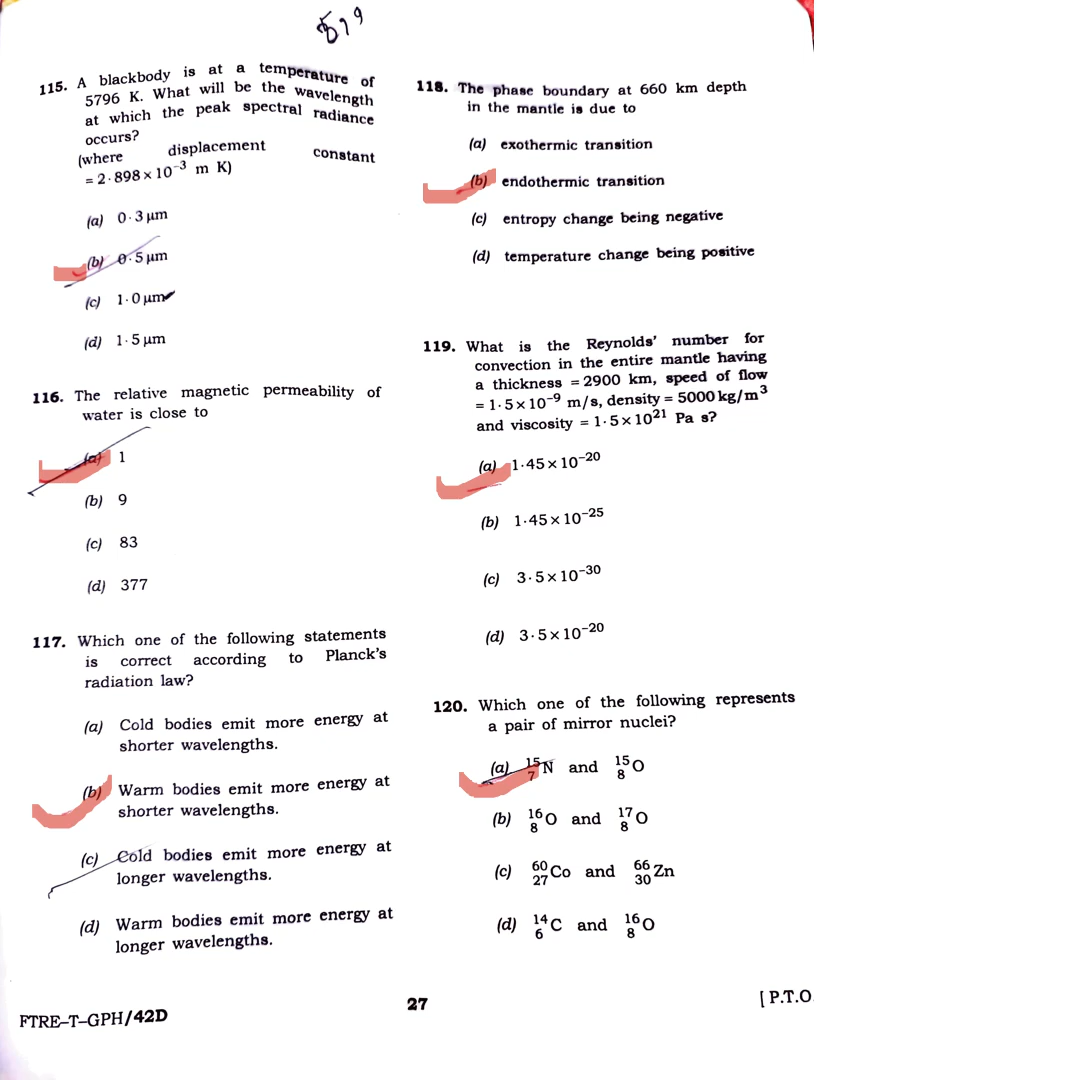 519
115. A blackbody is at a temperature of
5796 K. What will be the wavelength
at which the peak spectral radiance
occurs?
(where displacement constant
= 2·898 × 10⁻³ m K)
(a) 0·3 µm
(b) 0·5 µm
(c) 1·0 µm
(d) 1·5 µm
116. The relative magnetic permeability of
water is close to
(a) 1
(b) 9
(c) 83
(d) 377
117. Which one of the following statements
is correct according to Planck's
radiation law?
(a) Cold bodies emit more energy at
shorter wavelengths.
(b) Warm bodies emit more energy at
shorter wavelengths.
(c) Cold bodies emit more energy at
longer wavelengths.
(d) Warm bodies emit more energy at
longer wavelengths.
118. The phase boundary at 660 km depth
in the mantle is due to
(a) exothermic transition
(b) endothermic transition
(c) entropy change being negative
(d) temperature change being positive
119. What is the Reynolds' number for
convection in the entire mantle having
a thickness = 2900 km, speed of flow
= 1·5 × 10⁻⁹ m/s, density = 5000 kg/m³
and viscosity = 1·5 × 10²¹ Pa s?
(a) 1·45 × 10⁻²⁰
(b) 1·45 × 10⁻²⁵
(c) 3·5 × 10⁻³⁰
(d) 3·5 × 10⁻²⁰
120. Which one of the following represents
a pair of mirror nuclei?
(a) ¹⁵₇N and ¹⁵₈O
(b) ¹⁶₈O and ¹⁷₈O
(c) ⁶⁰₂₇Co and ⁶⁶₃₀Zn
(d) ¹⁴₆C and ¹⁶₈O
FTRE–T–GPH/42D
27
[ P.T.O